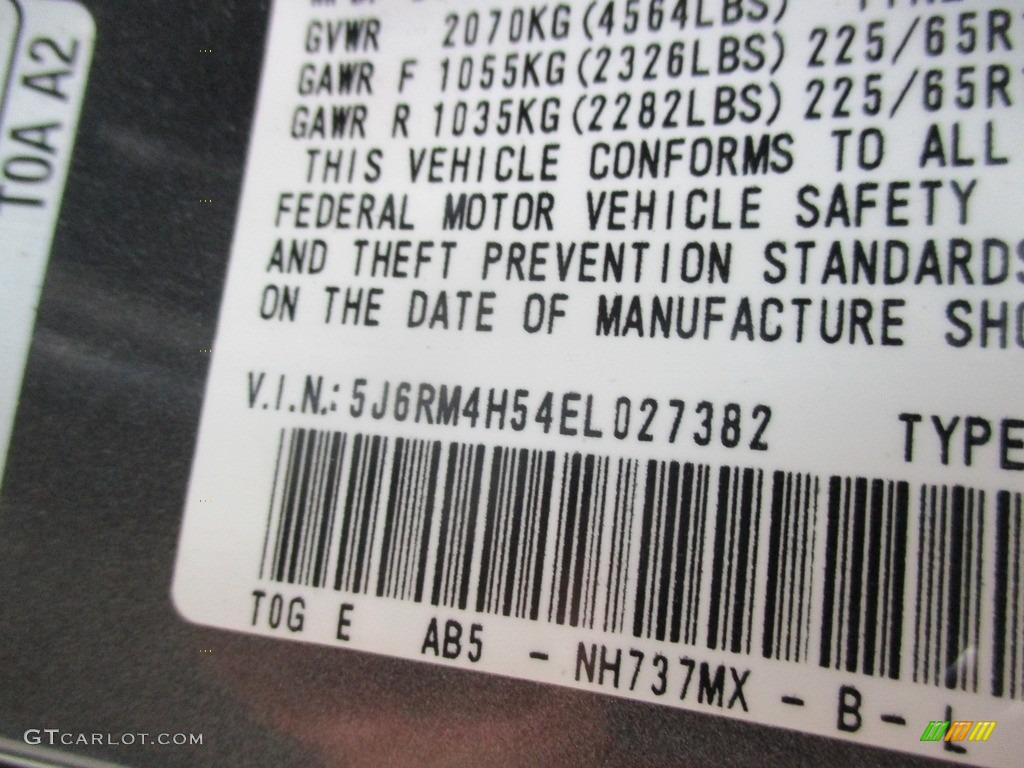 GVWR 2070KG(4564LBS)
GAWR F 1055KG(2326LBS) 225/65R
GAWR R 1035KG(2282LBS) 225/65R
THIS VEHICLE CONFORMS TO ALL
FEDERAL MOTOR VEHICLE SAFETY
AND THEFT PREVENTION STANDARDS
ON THE DATE OF MANUFACTURE SHO
V.I.N.: 5J6RM4H54EL027382 TYPE
T0G E AB5 - NH737MX - B - L
T0A A2
GTCARLOT.COM